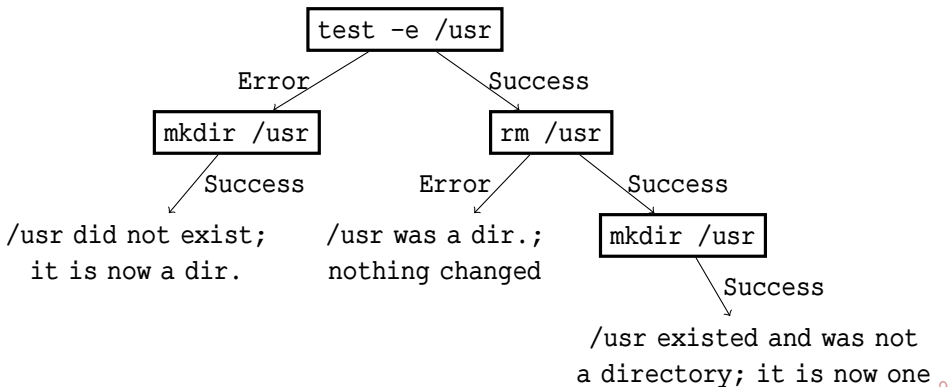 test -e /usr
Error
Success
mkdir /usr
rm /usr
Success
Error
Success
/usr did not exist;
it is now a dir.
/usr was a dir.;
nothing changed
mkdir /usr
Success
/usr existed and was not
a directory; it is now one